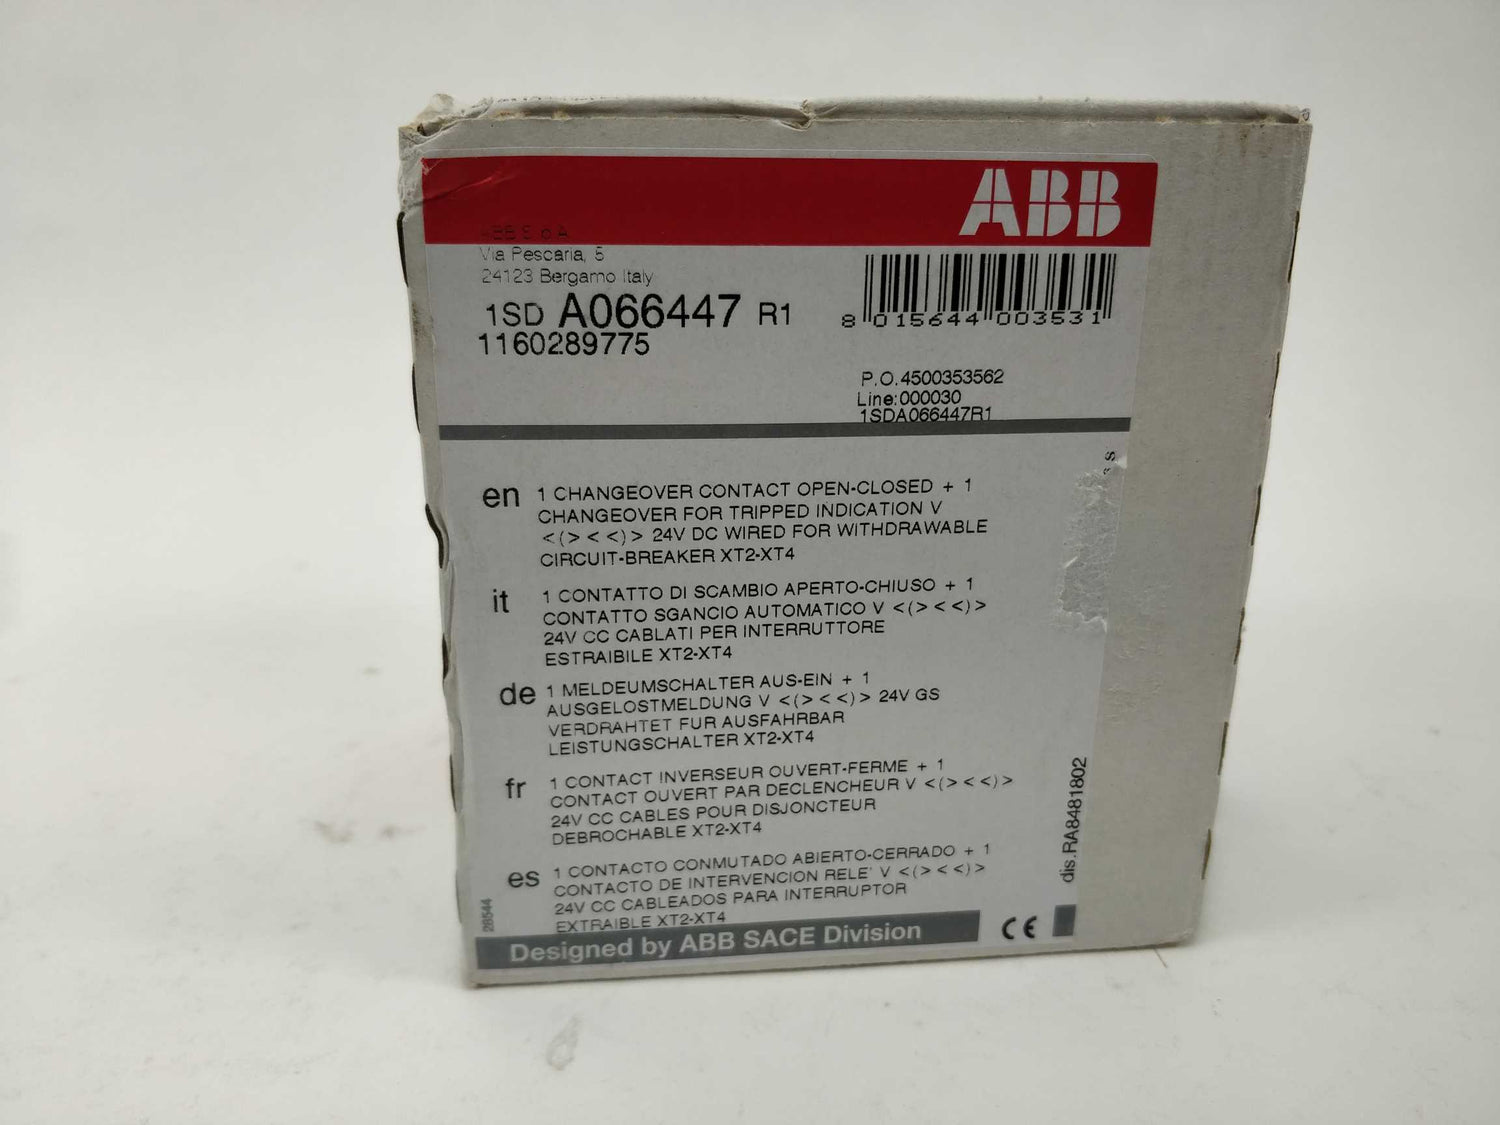 ABB
ABB S.p.A.
Via Pescaria, 5
24123 Bergamo Italy
1SD A066447 R1
1160289775
8 015644 003531
P.O.4500353562
Line:000030
1SDA066447R1
en 1 CHANGEOVER CONTACT OPEN-CLOSED + 1
CHANGEOVER FOR TRIPPED INDICATION V
<(> < <)> 24V DC WIRED FOR WITHDRAWABLE
CIRCUIT-BREAKER XT2-XT4
it 1 CONTATTO DI SCAMBIO APERTO-CHIUSO + 1
CONTATTO SGANCIO AUTOMATICO V <(> < <)>
24V CC CABLATI PER INTERRUTTORE
ESTRAIBILE XT2-XT4
de 1 MELDEUMSCHALTER AUS-EIN + 1
AUSGELOSTMELDUNG V <(> < <)> 24V GS
VERDRAHTET FUR AUSFAHRBAR
LEISTUNGSCHALTER XT2-XT4
fr 1 CONTACT INVERSEUR OUVERT-FERME + 1
CONTACT OUVERT PAR DECLENCHEUR V <(> < <)>
24V CC CABLES POUR DISJONCTEUR
DEBROCHABLE XT2-XT4
es 1 CONTACTO CONMUTADO ABIERTO-CERRADO + 1
CONTACTO DE INTERVENCION RELE' V <(> < <)>
24V CC CABLEADOS PARA INTERRUPTOR
EXTRAIBLE XT2-XT4
28544
Designed by ABB SACE Division
CE
dis.RA8481802